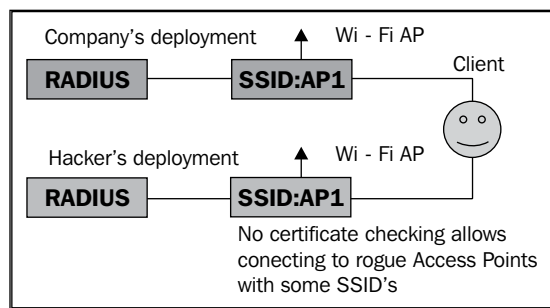 Company's deployment
Wi - Fi AP
Client
RADIUS
SSID:AP1
Hacker's deployment
Wi - Fi AP
RADIUS
SSID:AP1
No certificate checking allows
conecting to rogue Access Points
with some SSID's